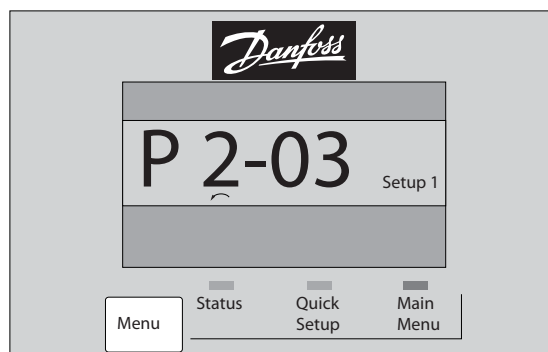 Danfoss
P 2-03
Setup 1
Status
Quick
Setup
Main
Menu
Menu